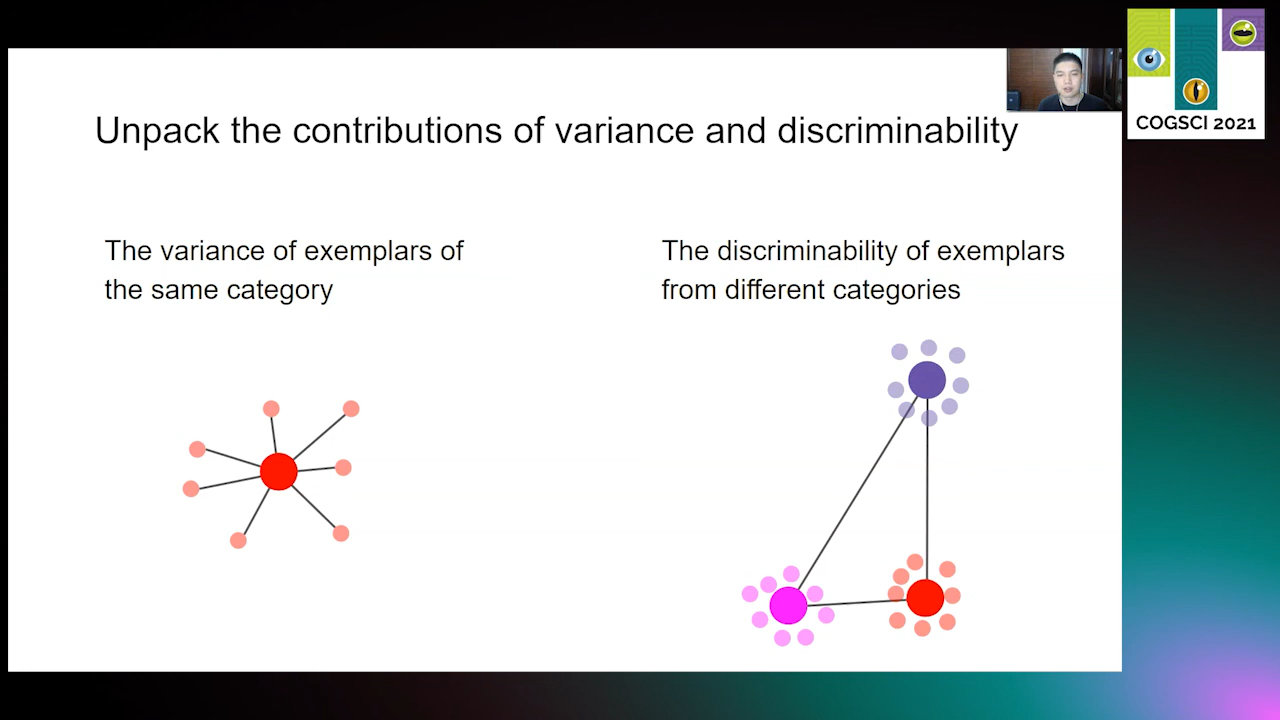 COGSCI 2021
Unpack the contributions of variance and discriminability
The variance of exemplars of
the same category
The discriminability of exemplars
from different categories